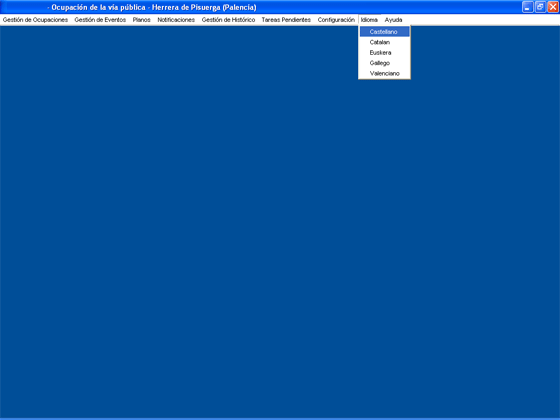 - Ocupación de la vía pública - Herrera de Pisuerga (Palencia)
Gestión de Ocupaciones Gestión de Eventos Planos Notificaciones Gestión de Histórico Tareas Pendientes Configuración Idioma Ayuda
Castellano
Catalan
Euskera
Gallego
Valenciano